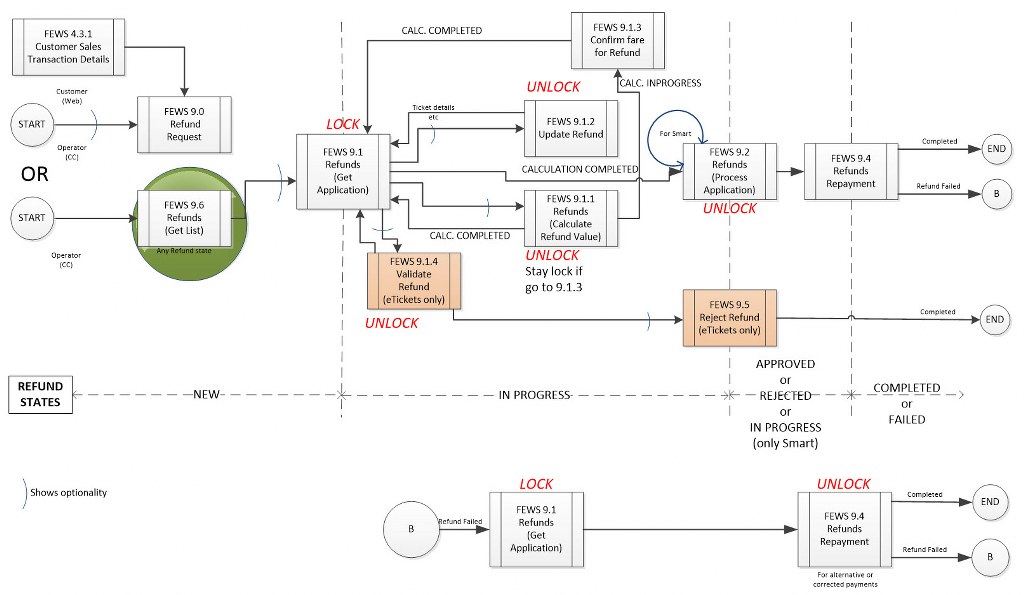 FEWS 4.3.1
Customer Sales
Transaction Details
Customer
(Web)
START
Operator
(CC)
FEWS 9.0
Refund
Request
OR
START
Operator
(CC)
FEWS 9.6
Refunds
(Get List)
Any Refund state
LOCK
FEWS 9.1
Refunds
(Get
Application)
CALC. COMPLETED
FEWS 9.1.3
Confirm fare
for Refund
CALC. INPROGRESS
UNLOCK
Ticket details
etc
FEWS 9.1.2
Update Refund
CALCULATION COMPLETED
FEWS 9.1.1
Refunds
(Calculate
Refund Value)
CALC. COMPLETED
UNLOCK
Stay lock if
go to 9.1.3
FEWS 9.1.4
Validate
Refund
(eTickets only)
UNLOCK
For Smart
FEWS 9.2
Refunds
(Process
Application)
UNLOCK
FEWS 9.4
Refunds
Repayment
Completed
END
Refund Failed
B
FEWS 9.5
Reject Refund
(eTickets only)
Completed
END
REFUND
STATES
NEW
IN PROGRESS
APPROVED
or
REJECTED
or
IN PROGRESS
(only Smart)
COMPLETED
or
FAILED
Shows optionality
B
Refund Failed
LOCK
FEWS 9.1
Refunds
(Get
Application)
UNLOCK
FEWS 9.4
Refunds
Repayment
For alternative or
corrected payments
Completed
END
Refund Failed
B